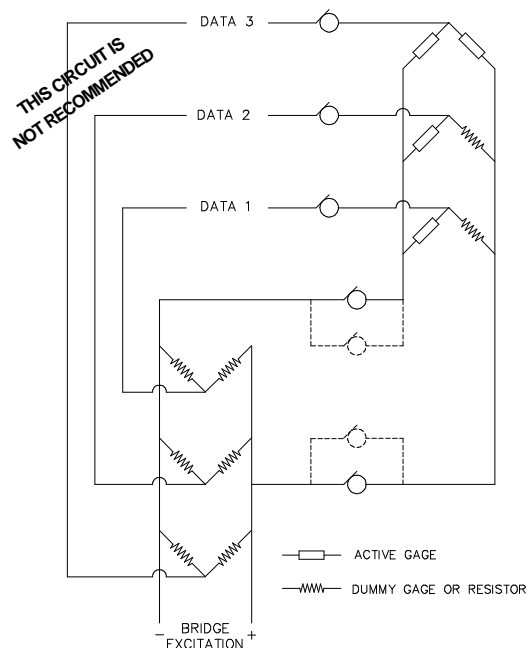 DATA 3
THIS CIRCUIT IS
NOT RECOMMENDED
DATA 2
DATA 1
ACTIVE GAGE
DUMMY GAGE OR RESISTOR
- BRIDGE +
EXCITATION